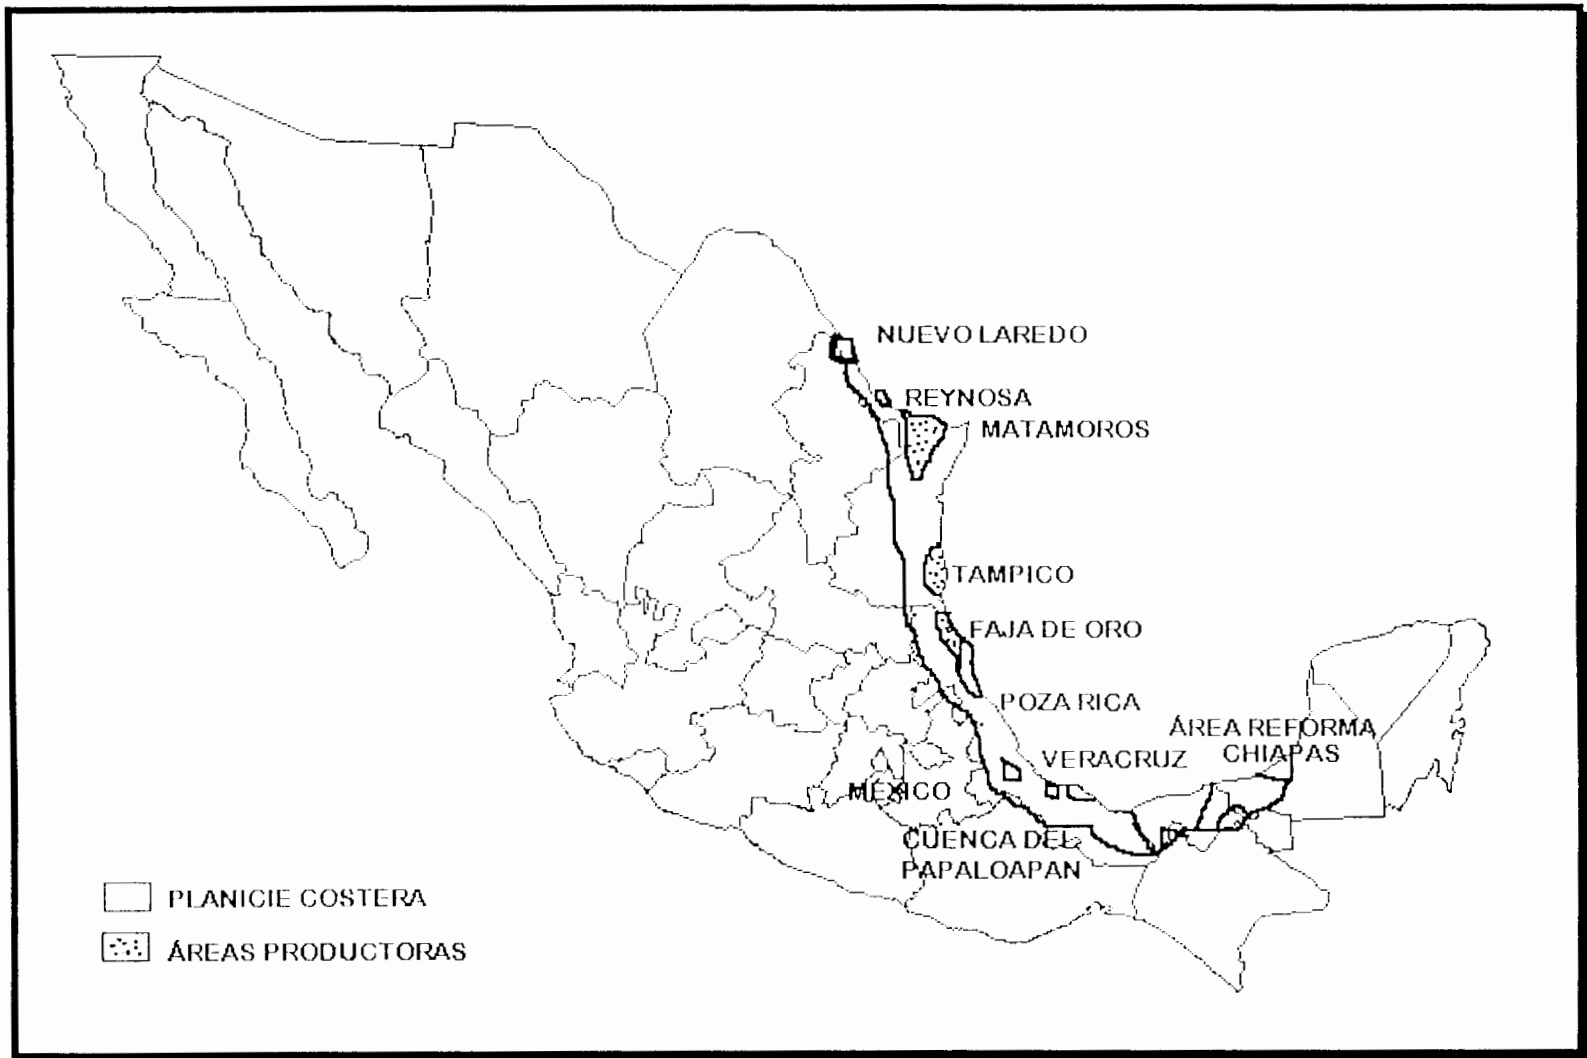 NUEVO LAREDO
REYNOSA
MATAMOROS
TAMPICO
FAJA DE ORO
POZA RICA
ÁREA REFORMA
CHIAPAS
VERACRUZ
MÉXICO
CUENCA DEL
PAPALOAPAN
PLANICIE COSTERA
ÁREAS PRODUCTORAS